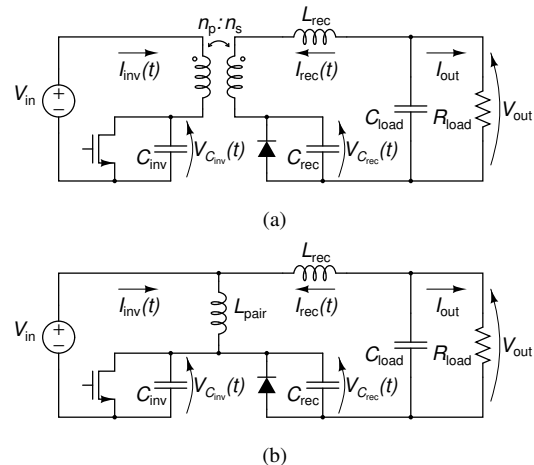 n_p : n_s
L_rec
I_inv(t)
I_rec(t)
I_out
V_in
+
−
C_inv
V_C_inv(t)
C_rec
V_C_rec(t)
C_load
R_load
V_out
(a)
L_rec
I_inv(t)
I_rec(t)
I_out
L_pair
V_in
+
−
C_inv
V_C_inv(t)
C_rec
V_C_rec(t)
C_load
R_load
V_out
(b)